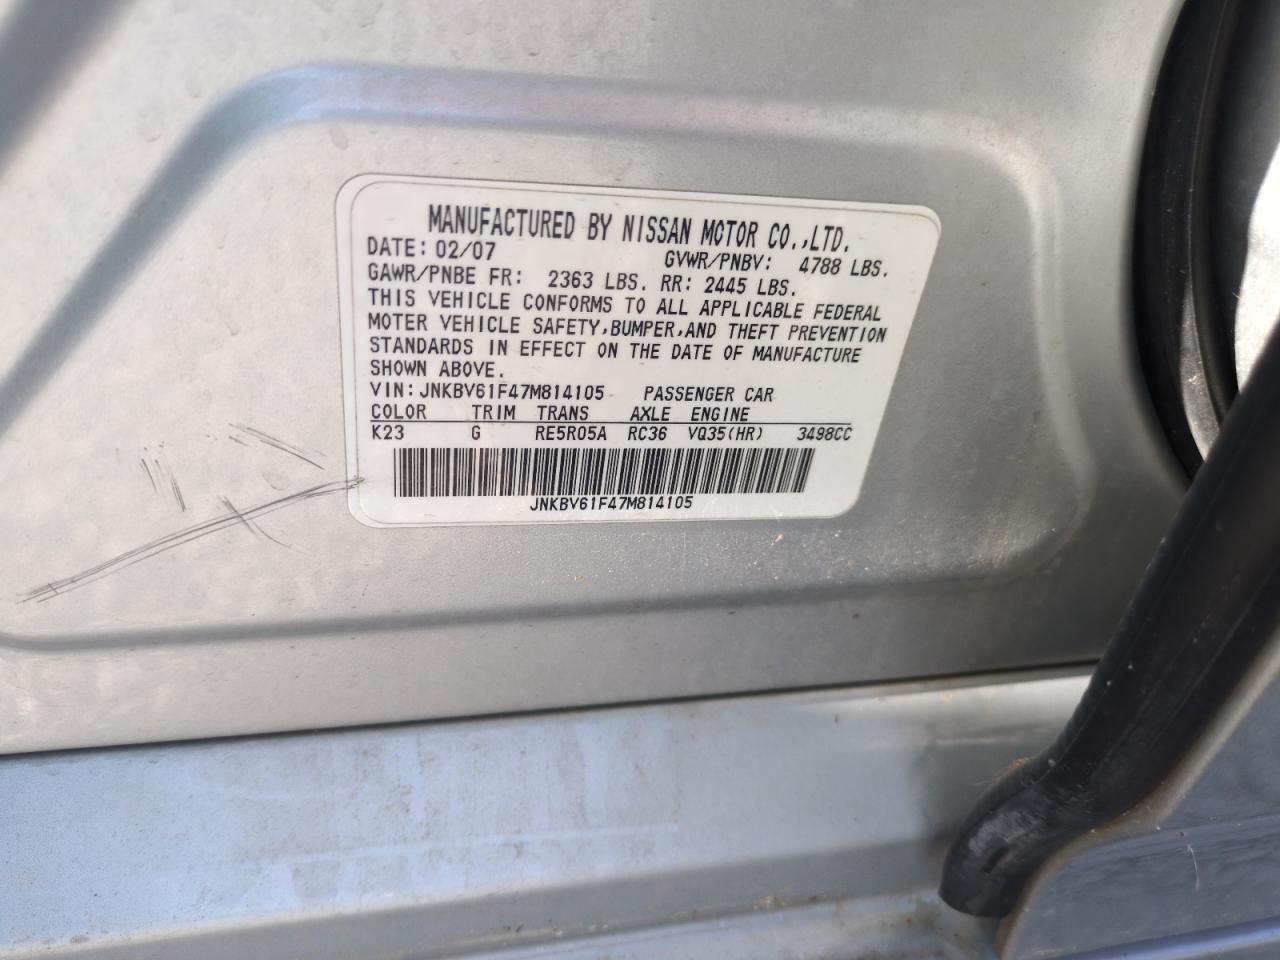 MANUFACTURED BY NISSAN MOTOR CO.,LTD.
DATE: 02/07 GVWR/PNBV: 4788 LBS.
GAWR/PNBE FR: 2363 LBS. RR: 2445 LBS.
THIS VEHICLE CONFORMS TO ALL APPLICABLE FEDERAL
MOTER VEHICLE SAFETY,BUMPER,AND THEFT PREVENTION
STANDARDS IN EFFECT ON THE DATE OF MANUFACTURE
SHOWN ABOVE.
VIN: JNKBV61F47M814105 PASSENGER CAR
COLOR TRIM TRANS AXLE ENGINE
K23 G RE5R05A RC36 VQ35(HR) 3498CC
JNKBV61F47M814105